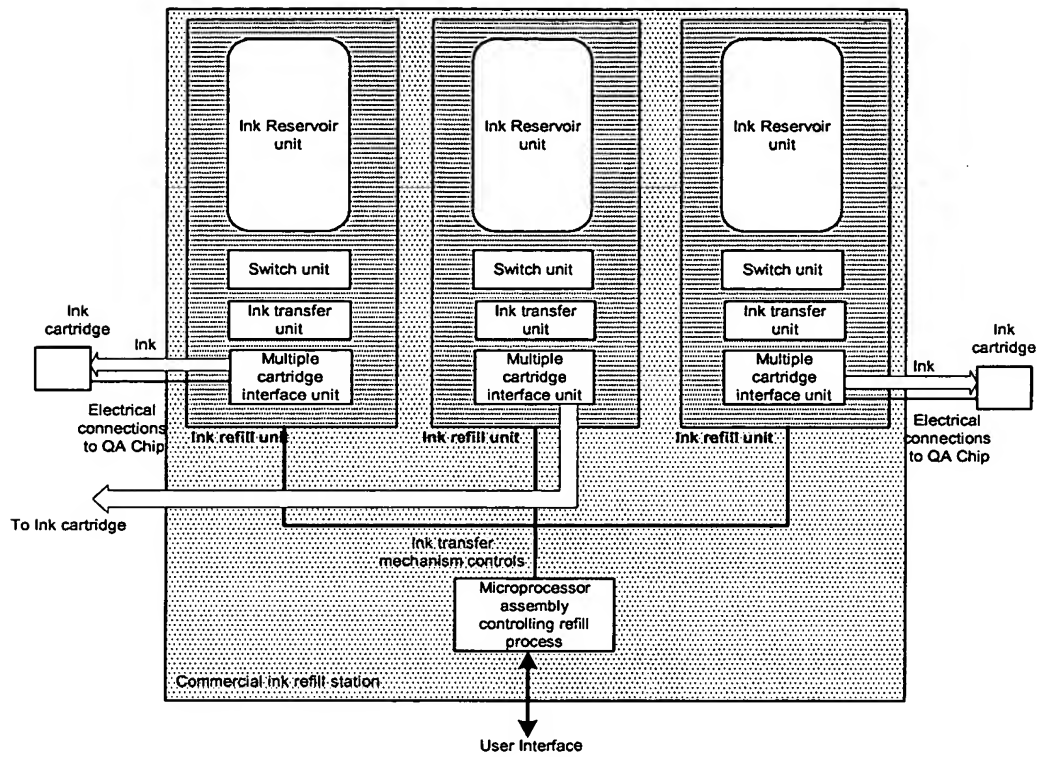 Ink Reservoir
unit
Ink Reservoir
unit
Ink Reservoir
unit
Switch unit
Switch unit
Switch unit
Ink transfer
unit
Ink transfer
unit
Ink transfer
unit
Ink
cartridge
Ink
Multiple
cartridge
interface unit
Multiple
cartridge
interface unit
Multiple
cartridge
interface unit
Ink
Ink
cartridge
Electrical
connections
to QA Chip
Ink refill unit
Ink refill unit
Ink refill unit
Electrical
connections
to QA Chip
To Ink cartridge
Ink transfer
mechanism controls
Microprocessor
assembly
controlling refill
process
Commercial ink refill station
User Interface